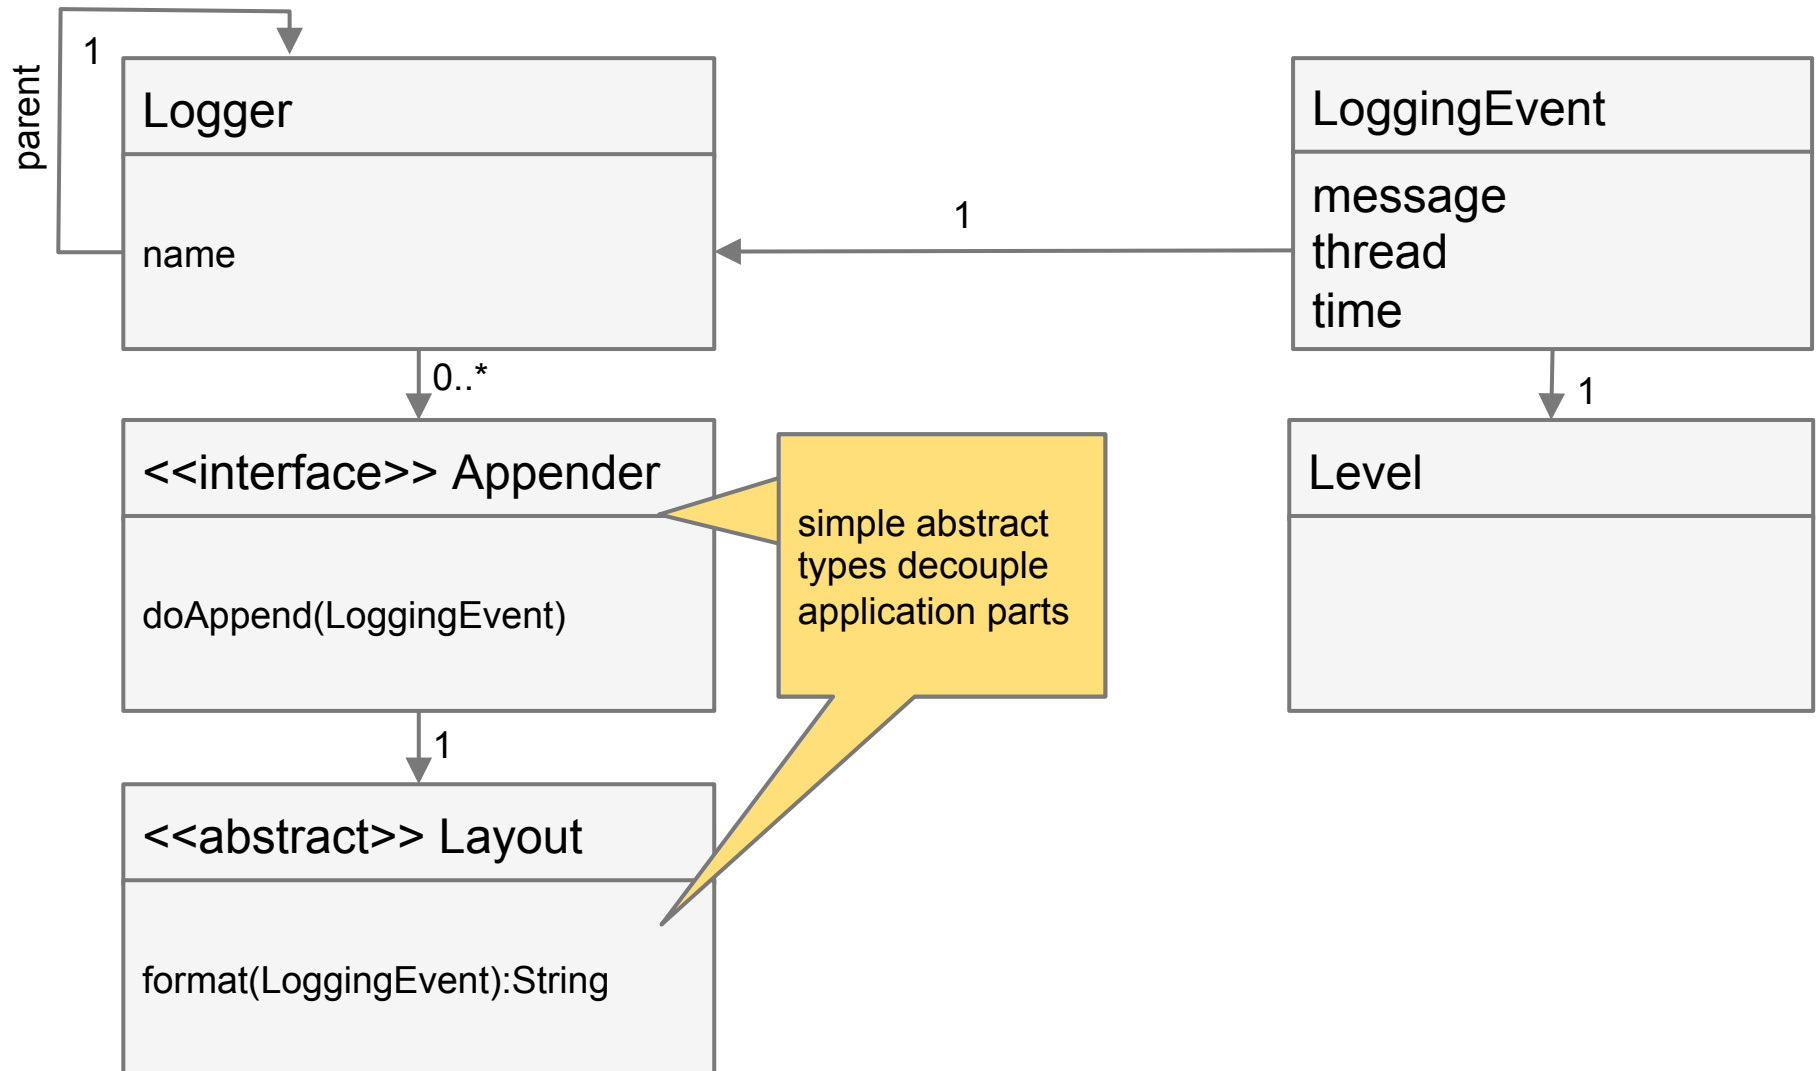 parent
1
Logger
name
0..*
<<interface>> Appender
doAppend(LoggingEvent)
1
<<abstract>> Layout
format(LoggingEvent):String
simple abstract
types decouple
application parts
1
LoggingEvent
message
thread
time
1
Level